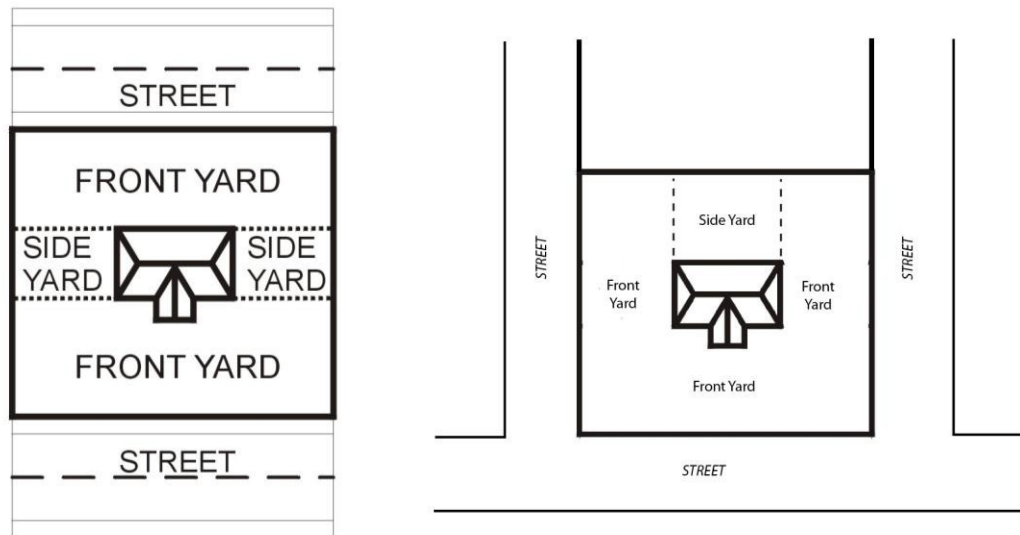 STREET
FRONT YARD
SIDE
YARD
SIDE
YARD
FRONT YARD
STREET
Side Yard
STREET
STREET
Front
Yard
Front
Yard
Front Yard
STREET